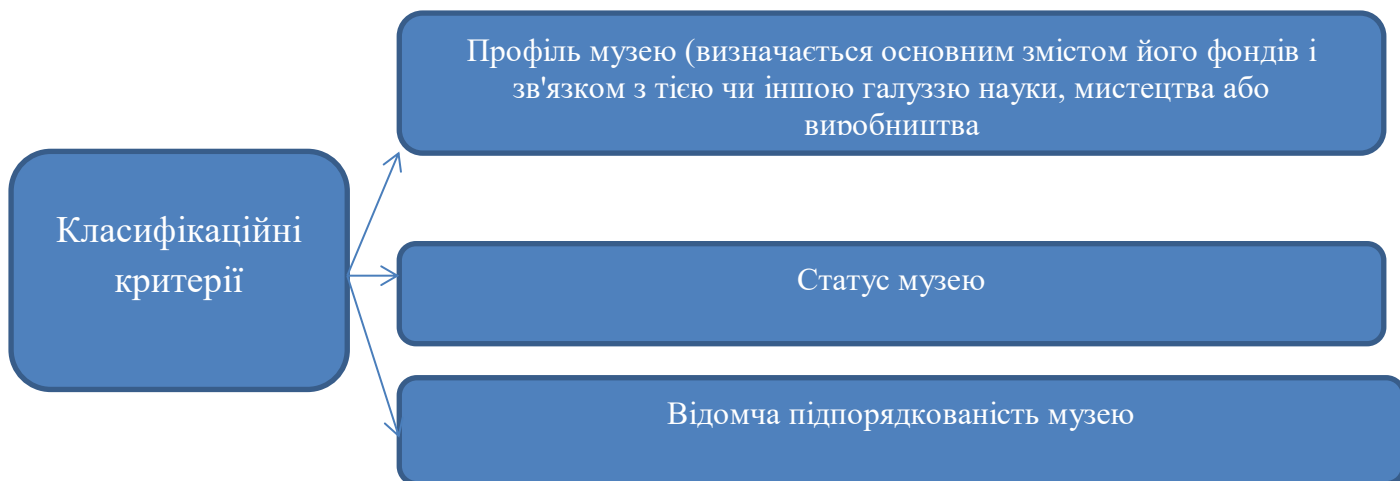 Профіль музею (визначається основним змістом його фондів і
зв'язком з тією чи іншою галуззю науки, мистецтва або
виробництва
Класифікаційні
критерії
Статус музею
Відомча підпорядкованість музею